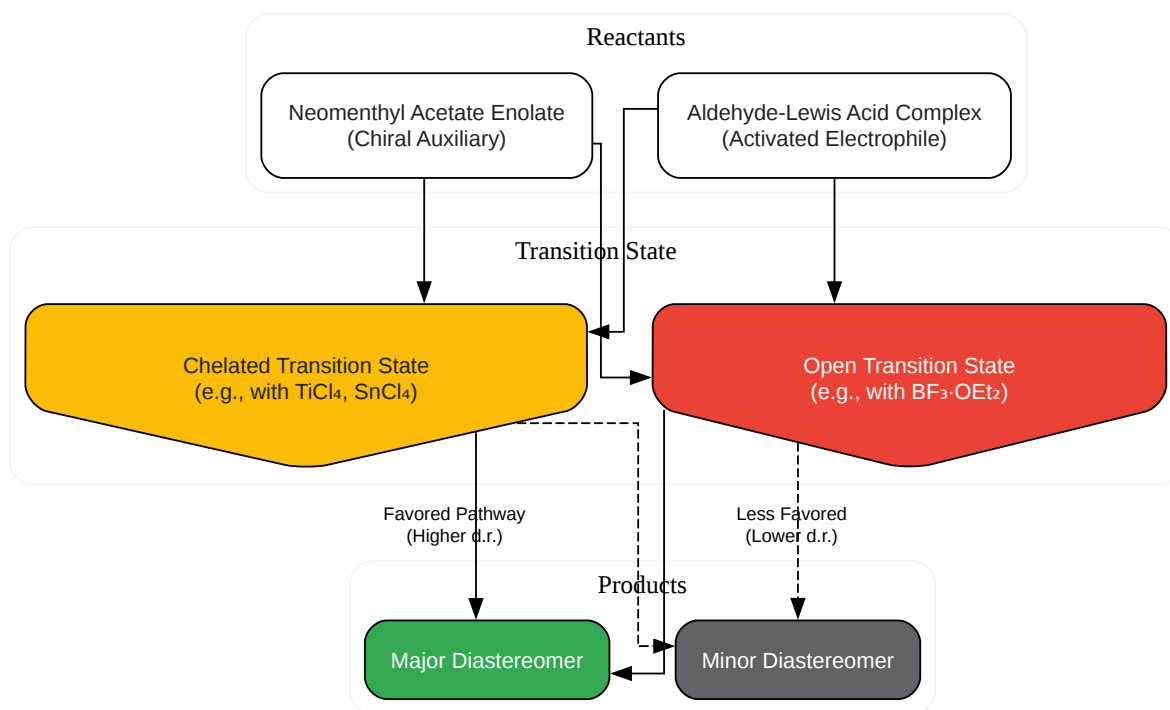 Reactants
Neomenthyl Acetate Enolate
(Chiral Auxiliary)
Aldehyde-Lewis Acid Complex
(Activated Electrophile)
Transition State
Chelated Transition State
(e.g., with TiCl₄, SnCl₄)
Open Transition State
(e.g., with BF₃·OEt₂)
Favored Pathway
(Higher d.r.)
Less Favored
(Lower d.r.)
Products
Major Diastereomer
Minor Diastereomer